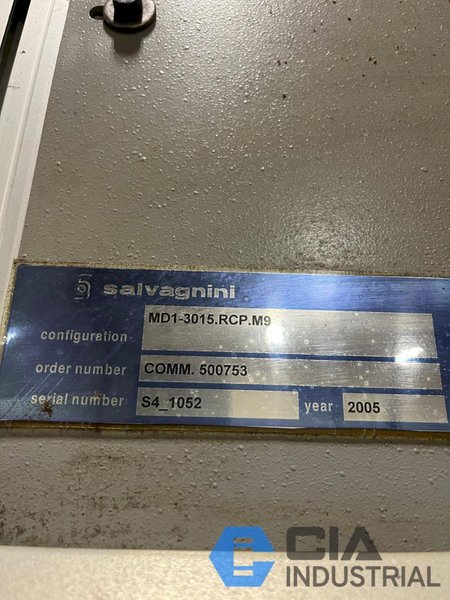 salvagnini
configuration MD1-3015.RCP.M9
order number COMM. 500753
serial number S4_1052 year 2005
CIA
INDUSTRIAL